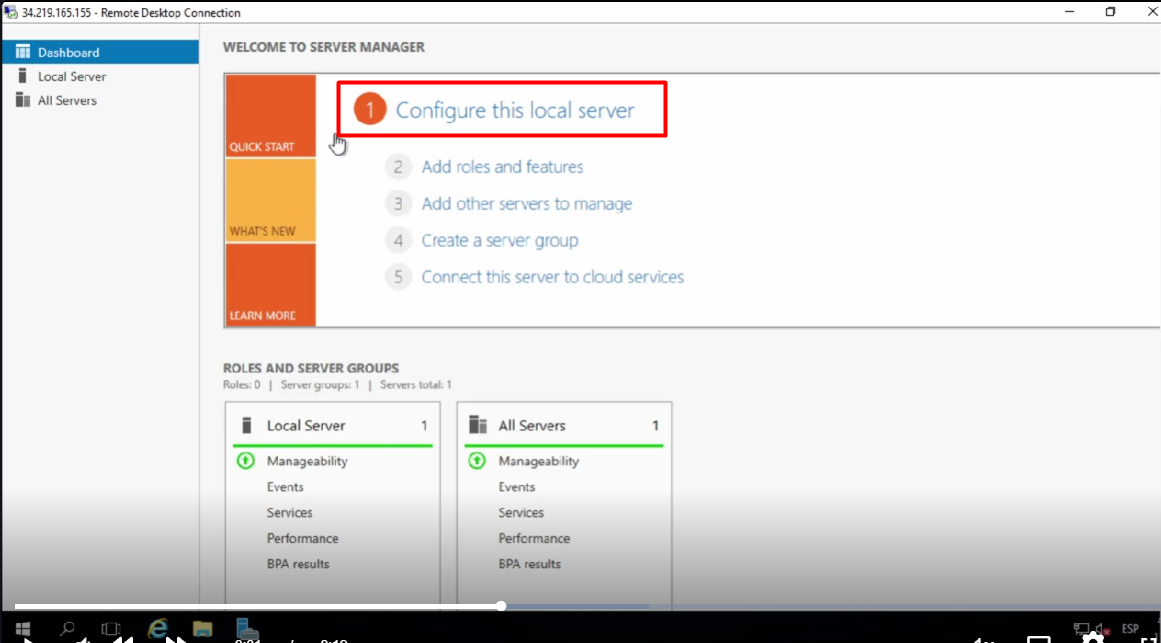 34.219.165.155 - Remote Desktop Connection
Dashboard
Local Server
All Servers
WELCOME TO SERVER MANAGER
QUICK START
WHAT'S NEW
LEARN MORE
1 Configure this local server
2 Add roles and features
3 Add other servers to manage
4 Create a server group
5 Connect this server to cloud services
ROLES AND SERVER GROUPS
Roles: 0 | Server groups: 1 | Servers total: 1
Local Server 1
Manageability
Events
Services
Performance
BPA results
All Servers 1
Manageability
Events
Services
Performance
BPA results
ESP